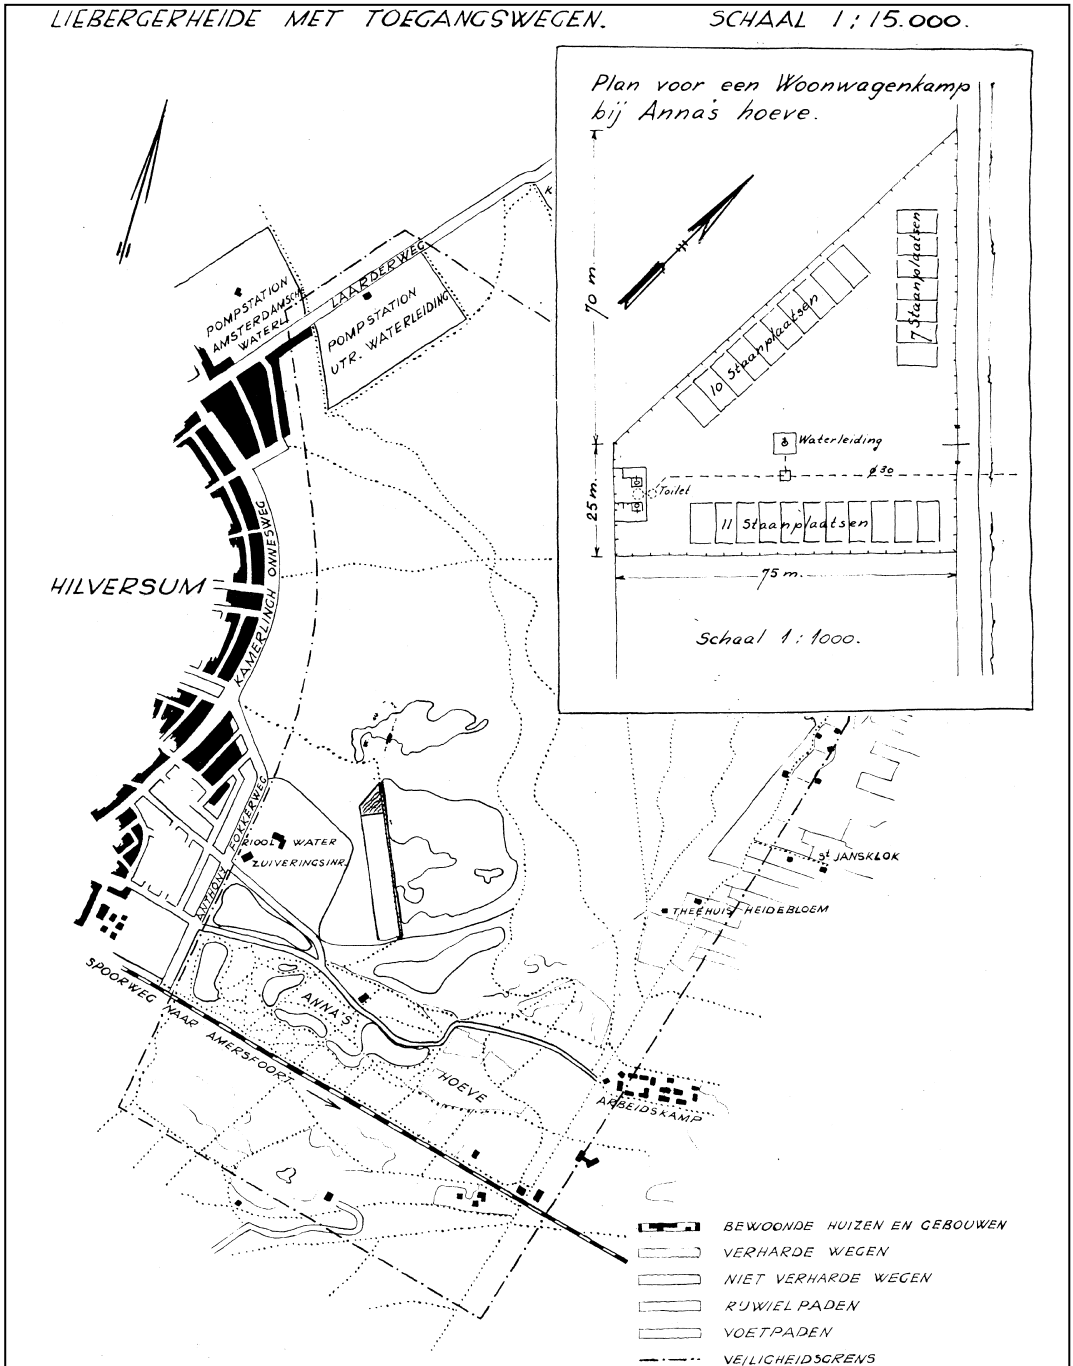 LIEBERGERHEIDE MET TOEGANGSWEGEN. SCHAAL 1 : 15.000.
Plan voor een Woonwagenkamp
bij Anna's hoeve.
70 m.
10 Staanplaatsen
7 Staanplaatsen
Waterleiding
ø 30
Toilet
25 m.
11 Staanplaatsen
75 m.
Schaal 1 : 1000.
LAARDERWEG
POMPSTATION
AMSTERDAMSCHE
WATERL.
POMPSTATION
UTR. WATERLEIDING
HILVERSUM
KAMERLINGH ONNESWEG
ANTHONY FOKKERWEG
RIOOL WATER
ZUIVERINGSINR.
St JANSKLOK
THEEHUIS HEIDEBLOEM
SPOORWEG NAAR AMERSFOORT.
ANNA'S
HOEVE
ARBEIDSKAMP
BEWOONDE HUIZEN EN GEBOUWEN
VERHARDE WEGEN
NIET VERHARDE WEGEN
RIJWIELPADEN
VOETPADEN
VEILIGHEIDSGRENS